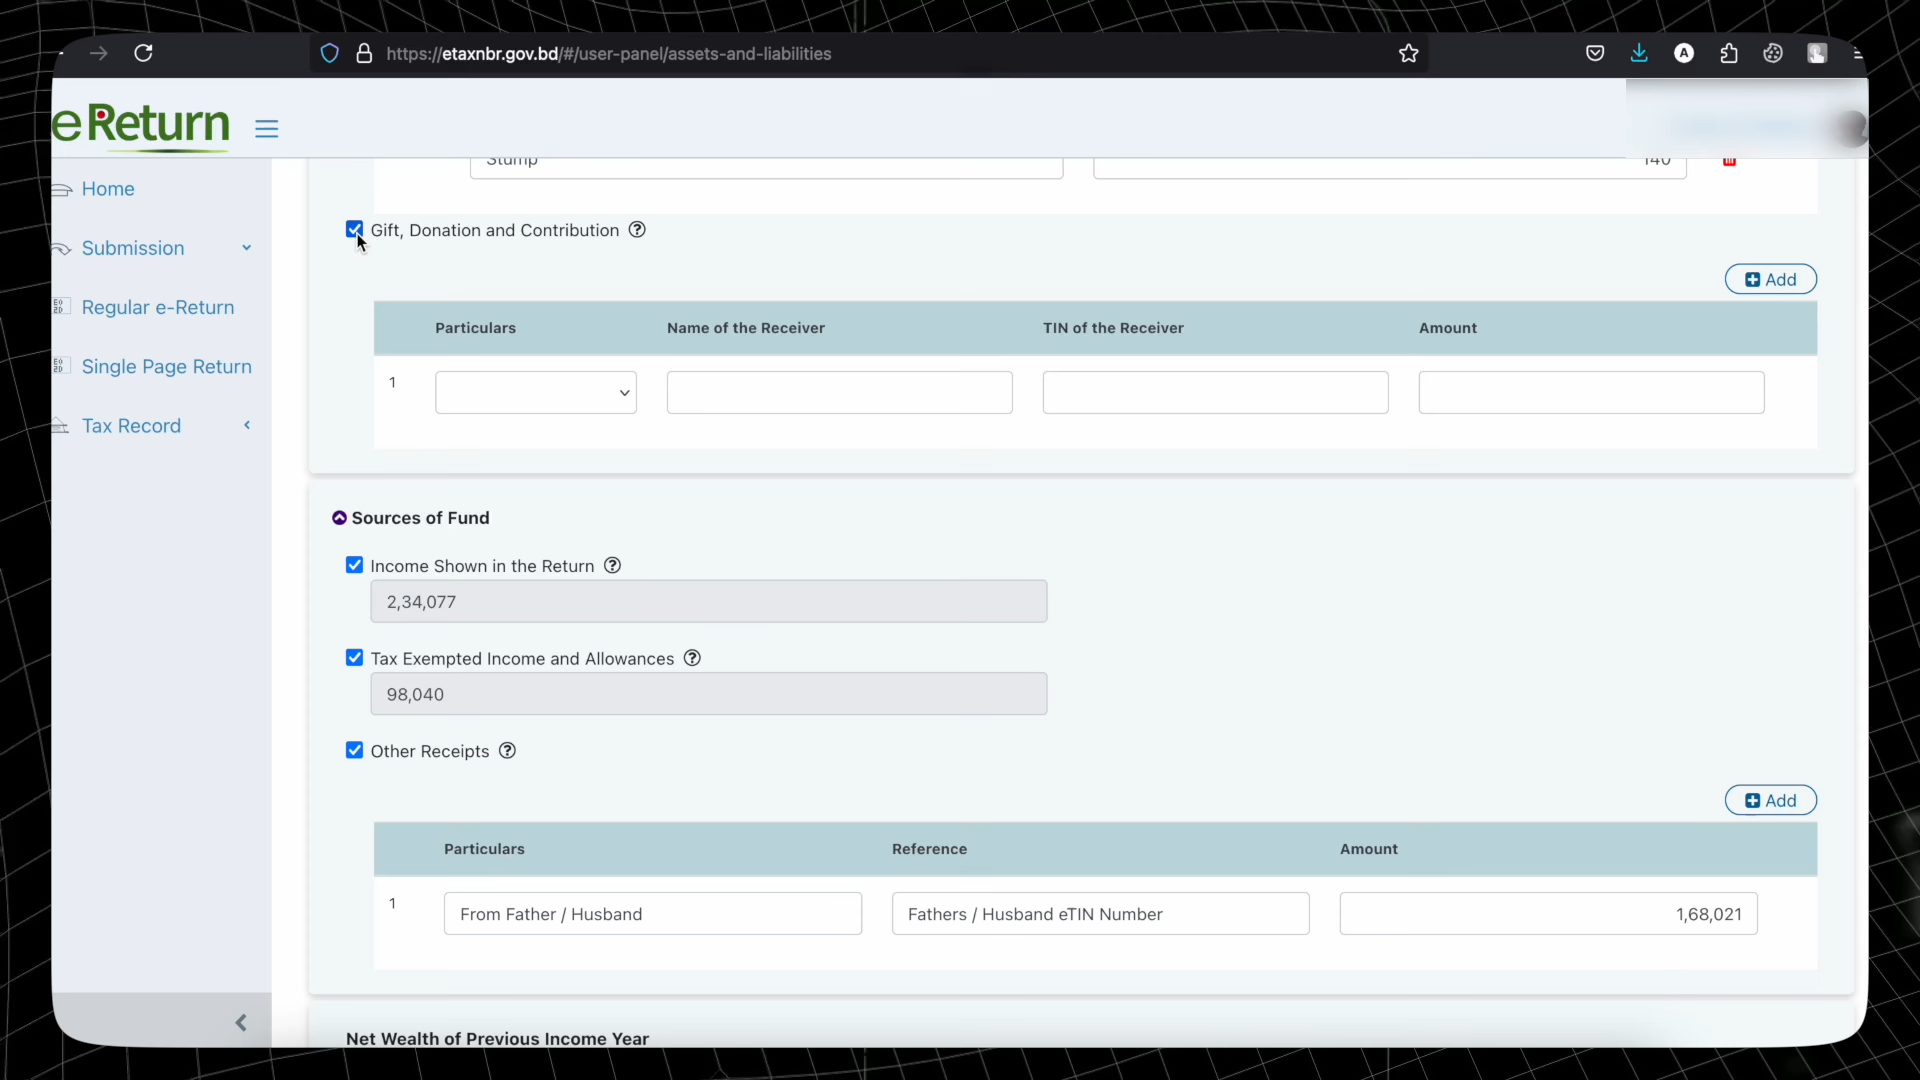 https://etaxnbr.gov.bd/#/user-panel/assets-and-liabilities
A
eReturn
Home
Submission
Regular e-Return
Single Page Return
Tax Record
Stump
140
Gift, Donation and Contribution ?
Add
Particulars Name of the Receiver TIN of the Receiver Amount
1
Sources of Fund
Income Shown in the Return ?
2,34,077
Tax Exempted Income and Allowances ?
98,040
Other Receipts ?
Add
Particulars Reference Amount
1 From Father / Husband Fathers / Husband eTIN Number 1,68,021
Net Wealth of Previous Income Year